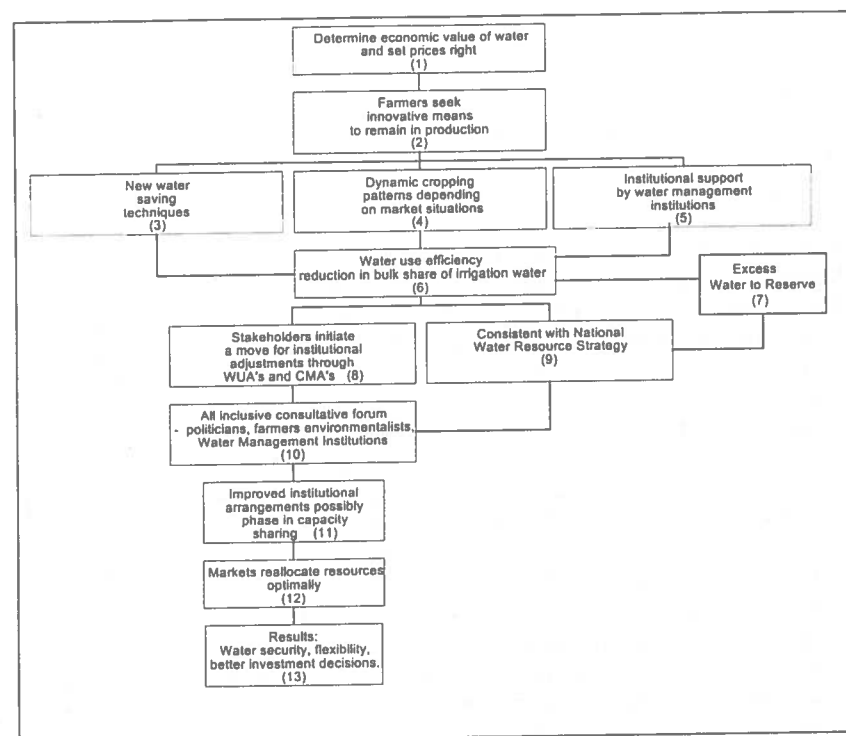 Determine economic value of water
and set prices right
(1)
Farmers seek
innovative means
to remain in production
(2)
New water
saving
techniques
(3)
Dynamic cropping
patterns depending
on market situations
(4)
Institutional support
by water management
institutions
(5)
Water use efficiency
reduction in bulk share of irrigation water
(6)
Excess
Water to Reserve
(7)
Stakeholders initiate
a move for institutional
adjustments through
WUA's and CMA's (8)
Consistent with National
Water Resource Strategy
(9)
All inclusive consultative forum
- politicians, farmers environmentalists,
Water Management Institutions
(10)
Improved institutional
arrangements possibly
phase in capacity
sharing (11)
Markets reallocate resources
optimally
(12)
Results:
Water security, flexibility,
better investment decisions.
(13)